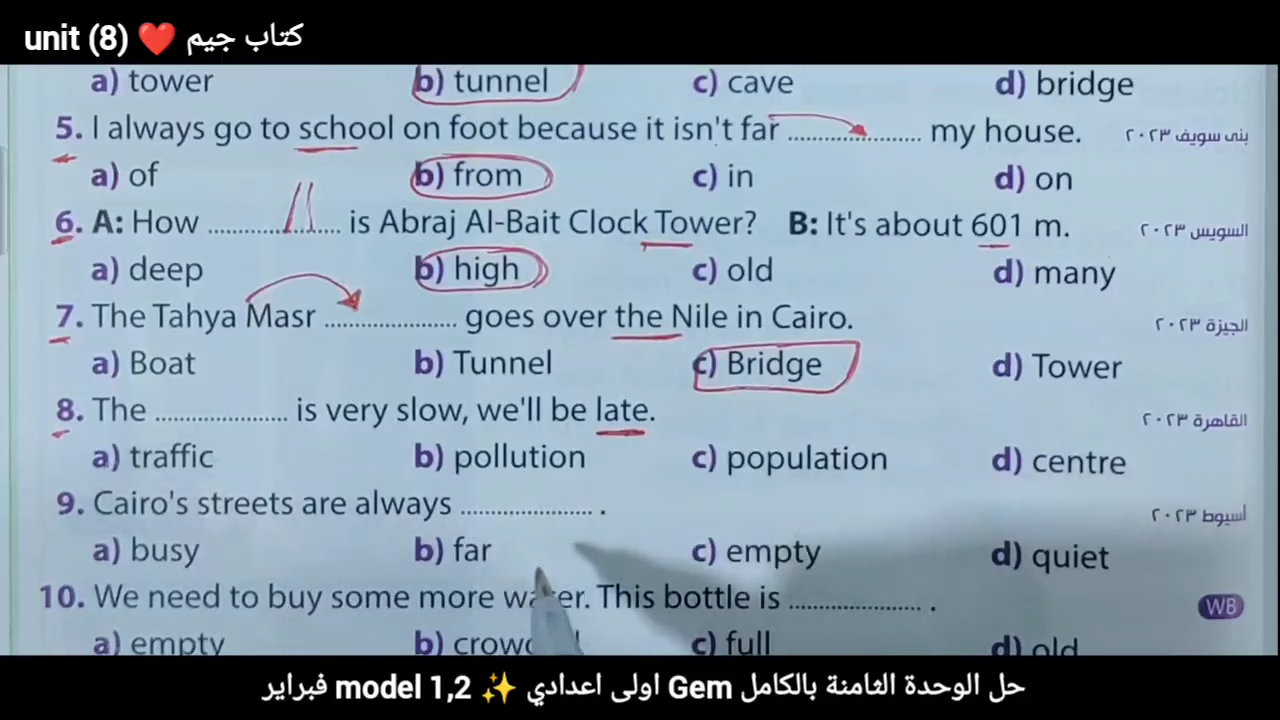 كتاب جيم ❤️ unit (8)
a) tower b) tunnel c) cave d) bridge
5. I always go to school on foot because it isn't far ...................... my house. بنى سويف ٢٠٢٣
a) of b) from c) in d) on
6. A: How ...................... is Abraj Al-Bait Clock Tower? B: It's about 601 m. السويس ٢٠٢٣
a) deep b) high c) old d) many
7. The Tahya Masr ...................... goes over the Nile in Cairo. الجيزة ٢٠٢٣
a) Boat b) Tunnel c) Bridge d) Tower
8. The ...................... is very slow, we'll be late. القاهرة ٢٠٢٣
a) traffic b) pollution c) population d) centre
9. Cairo's streets are always ...................... . أسيوط ٢٠٢٣
a) busy b) far c) empty d) quiet
10. We need to buy some more water. This bottle is ...................... . WB
a) empty b) c) full d) old
حل الوحدة الثامنة بالكامل Gem اولى اعدادي ✨ model 1,2 فبراير